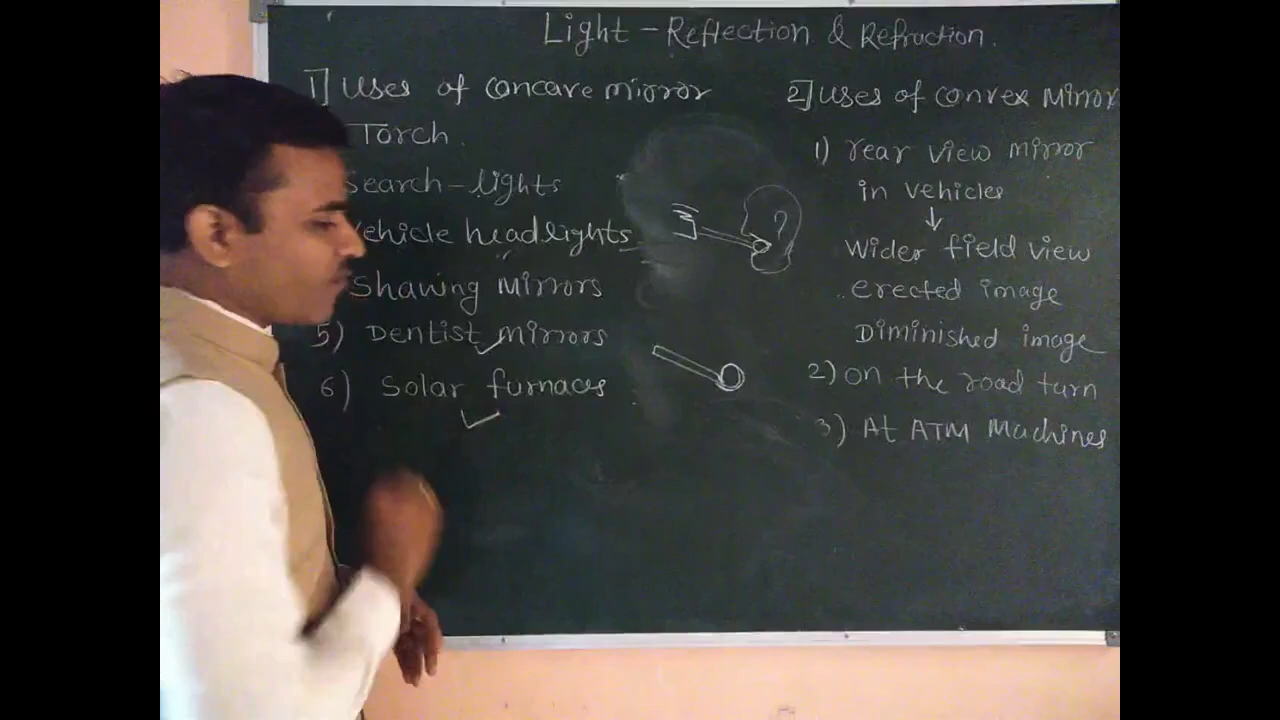 Light - Reflection & Refraction.
1] Uses of concave mirror
Torch.
Search-lights
Vehicle headlights
Shaving Mirrors
5) Dentist mirrors
6) Solar furnaces
2] Uses of convex Mirror
1) rear view mirror
in vehicles
↓
Wider field view
erected image
Diminished image
2) on the road turn
3) At ATM Machines